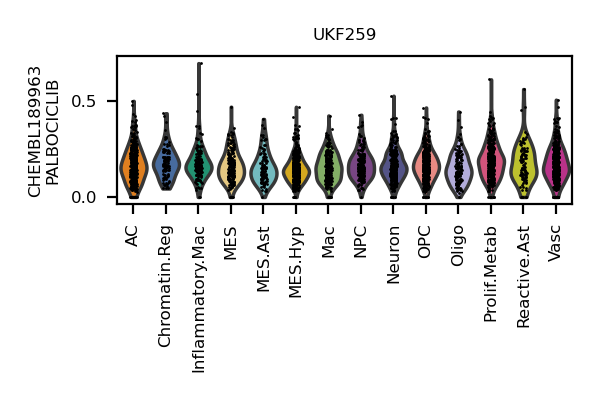 UKF259
CHEMBL189963
PALBOCICLIB
0.5
0.0
AC
Chromatin.Reg
Inflammatory.Mac
MES
MES.Ast
MES.Hyp
Mac
NPC
Neuron
OPC
Oligo
Prolif.Metab
Reactive.Ast
Vasc